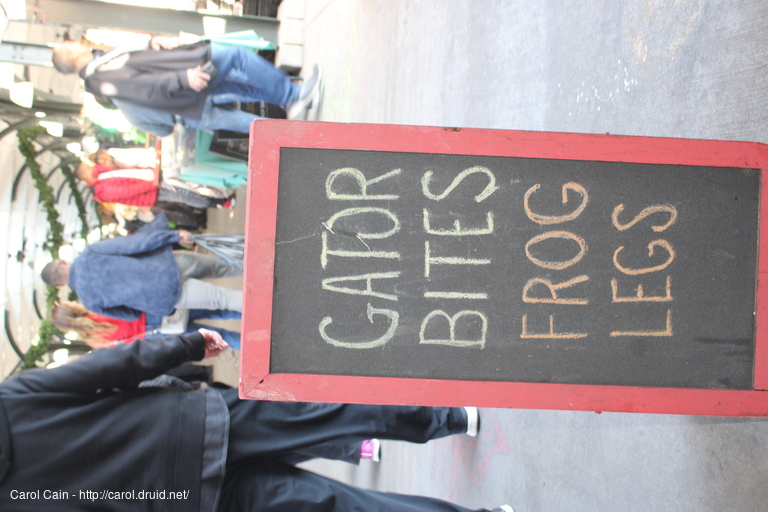 GATOR
BITES
FROG
LEGS
Carol Cain - http://carol.druid.net/